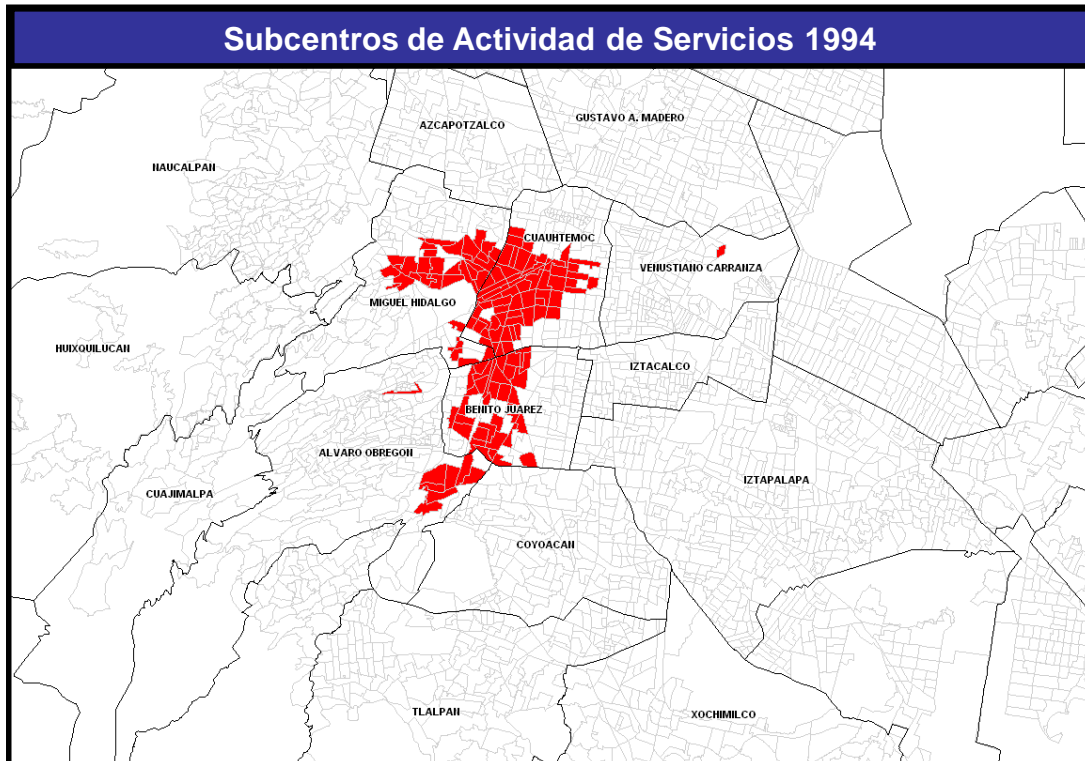 Subcentros de Actividad de Servicios 1994
GUSTAVO A. MADERO
AZCAPOTZALCO
NAUCALPAN
CUAUHTEMOC
VENUSTIANO CARRANZA
MIGUEL HIDALGO
HUIXQUILUCAN
IZTACALCO
BENITO JUAREZ
ALVARO OBREGON
IZTAPALAPA
CUAJIMALPA
COYOACAN
TLALPAN
XOCHIMILCO